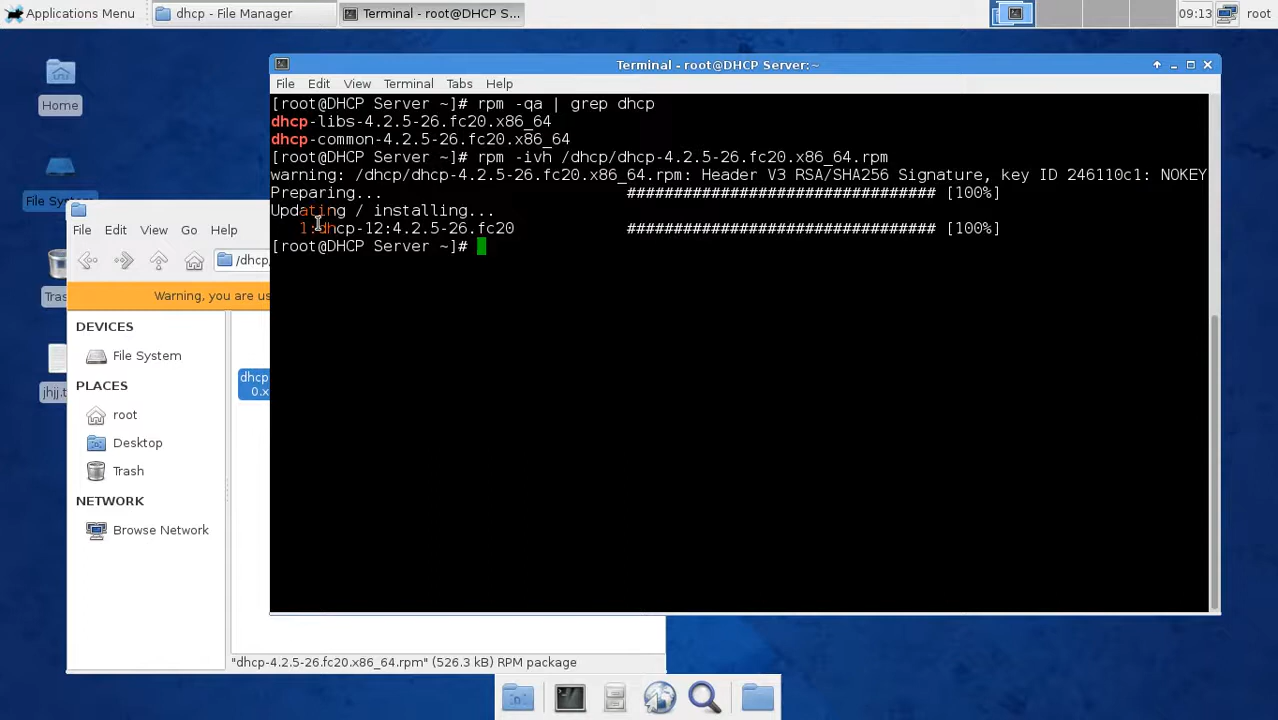 Applications Menu
dhcp - File Manager
Terminal - root@DHCP S...
09:13
root
Home
File System
Tras
jhjj.t
File Edit View Go Help
/dhcp/
Warning, you are us
DEVICES
File System
PLACES
root
Desktop
Trash
NETWORK
Browse Network
dhcp
0.x
"dhcp-4.2.5-26.fc20.x86_64.rpm" (526.3 kB) RPM package
Terminal - root@DHCP Server:~
File Edit View Terminal Tabs Help
[root@DHCP Server ~]# rpm -qa | grep dhcp
dhcp-libs-4.2.5-26.fc20.x86_64
dhcp-common-4.2.5-26.fc20.x86_64
[root@DHCP Server ~]# rpm -ivh /dhcp/dhcp-4.2.5-26.fc20.x86_64.rpm
warning: /dhcp/dhcp-4.2.5-26.fc20.x86_64.rpm: Header V3 RSA/SHA256 Signature, key ID 246110c1: NOKEY
Preparing... ################################# [100%]
Updating / installing...
1:dhcp-12:4.2.5-26.fc20 ################################# [100%]
[root@DHCP Server ~]#